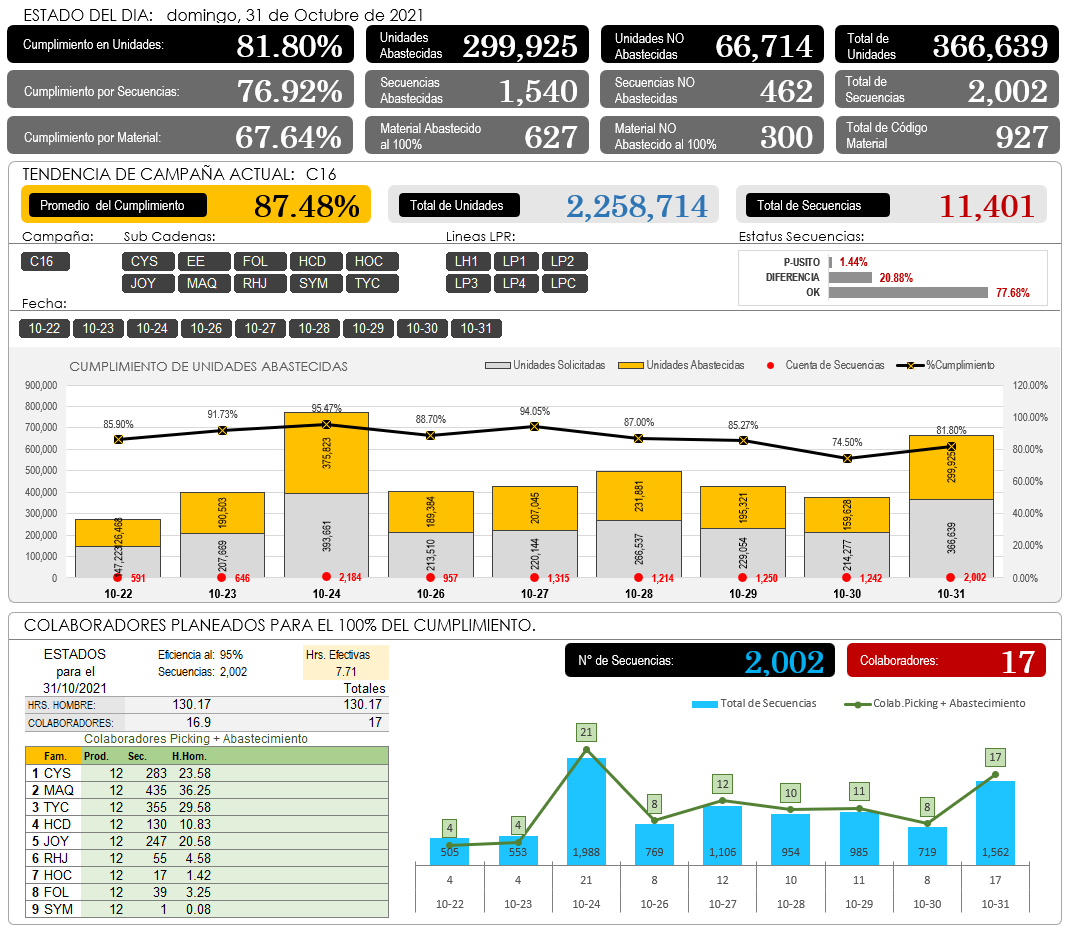 ESTADO DEL DIA: domingo, 31 de Octubre de 2021
Cumplimiento en Unidades: 81.80%
Unidades Abastecidas 299,925
Unidades NO Abastecidas 66,714
Total de Unidades 366,639
Cumplimiento por Secuencias: 76.92%
Secuencias Abastecidas 1,540
Secuencias NO Abastecidas 462
Total de Secuencias 2,002
Cumplimiento por Material: 67.64%
Material Abastecido al 100% 627
Material NO Abastecido al 100% 300
Total de Código Material 927
TENDENCIA DE CAMPAÑA ACTUAL: C16
Promedio del Cumplimiento 87.48%
Total de Unidades 2,258,714
Total de Secuencias 11,401
Campaña: Sub Cadenas: Lineas LPR: Estatus Secuencias:
C16 CYS EE FOL HCD HOC LH1 LP1 LP2
JOY MAQ RHJ SYM TYC LP3 LP4 LPC
P-USITO 1.44%
DIFERENCIA 20.88%
OK 77.68%
Fecha:
10-22 10-23 10-24 10-26 10-27 10-28 10-29 10-30 10-31
CUMPLIMIENTO DE UNIDADES ABASTECIDAS
Unidades Solicitadas Unidades Abastecidas Cuenta de Secuencias %Cumplimiento
900,000
800,000
700,000
600,000
500,000
400,000
300,000
200,000
100,000
0
120.00%
100.00%
80.00%
60.00%
40.00%
20.00%
0.00%
85.90% 91.73% 95.47% 88.70% 94.05% 87.00% 85.27% 74.50% 81.80%
126,468 190,503 375,823 189,384 207,045 231,881 195,321 159,628 299,925
147,223 207,669 393,661 213,510 220,144 266,537 229,054 214,277 366,639
591 646 2,184 957 1,315 1,214 1,250 1,242 2,002
10-22 10-23 10-24 10-26 10-27 10-28 10-29 10-30 10-31
COLABORADORES PLANEADOS PARA EL 100% DEL CUMPLIMIENTO.
ESTADOS
para el
31/10/2021
Eficiencia al: 95%
Secuencias: 2,002
Hrs. Efectivas
7.71
Totales
HRS. HOMBRE: 130.17 130.17
COLABORADORES: 16.9 17
Colaboradores Picking + Abastecimiento
Fam. Prod. Sec. H.Hom.
1 CYS 12 283 23.58
2 MAQ 12 435 36.25
3 TYC 12 355 29.58
4 HCD 12 130 10.83
5 JOY 12 247 20.58
6 RHJ 12 55 4.58
7 HOC 12 17 1.42
8 FOL 12 39 3.25
9 SYM 12 1 0.08
N° de Secuencias: 2,002
Colaboradores: 17
Total de Secuencias Colab.Picking + Abastecimiento
4 4 21 8 12 10 11 8 17
505 553 1,988 769 1,106 954 985 719 1,562
4 4 21 8 12 10 11 8 17
10-22 10-23 10-24 10-26 10-27 10-28 10-29 10-30 10-31